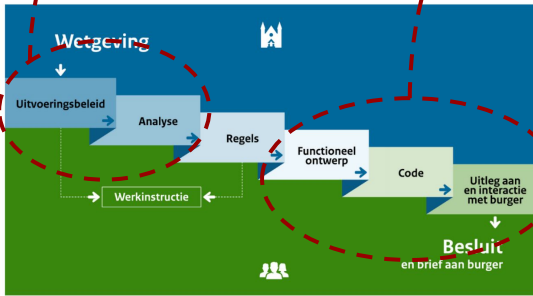 Wetgeving
Uitvoeringsbeleid
Analyse
Regels
Functioneel
ontwerp
Code
Uitleg aan
en interactie
met burger
Werkinstructie
Besluit
en brief aan burger